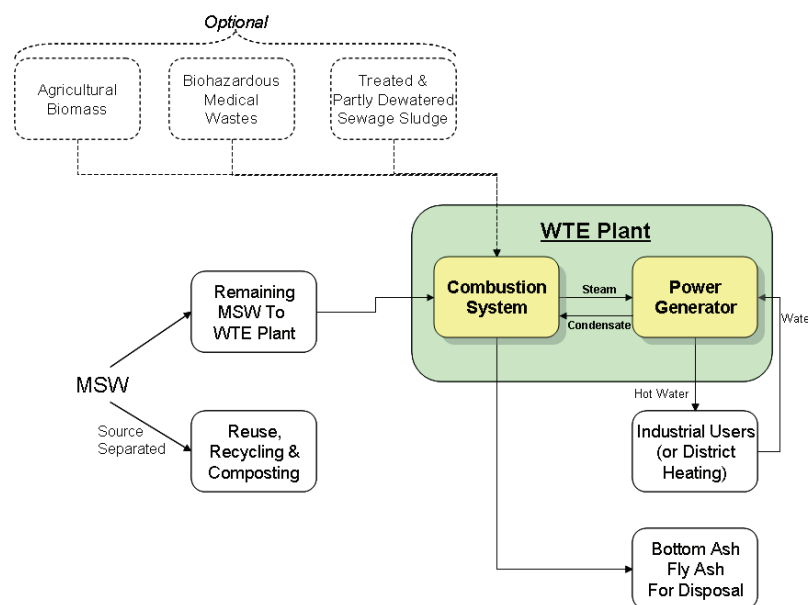 Optional
Agricultural
Biomass
Biohazardous
Medical
Wastes
Treated &
Partly Dewatered
Sewage Sludge
WTE Plant
Combustion
System
Steam
Condensate
Power
Generator
Water
Remaining
MSW To
WTE Plant
MSW
Source
Separated
Reuse,
Recycling &
Composting
Hot Water
Industrial Users
(or District
Heating)
Bottom Ash
Fly Ash
For Disposal